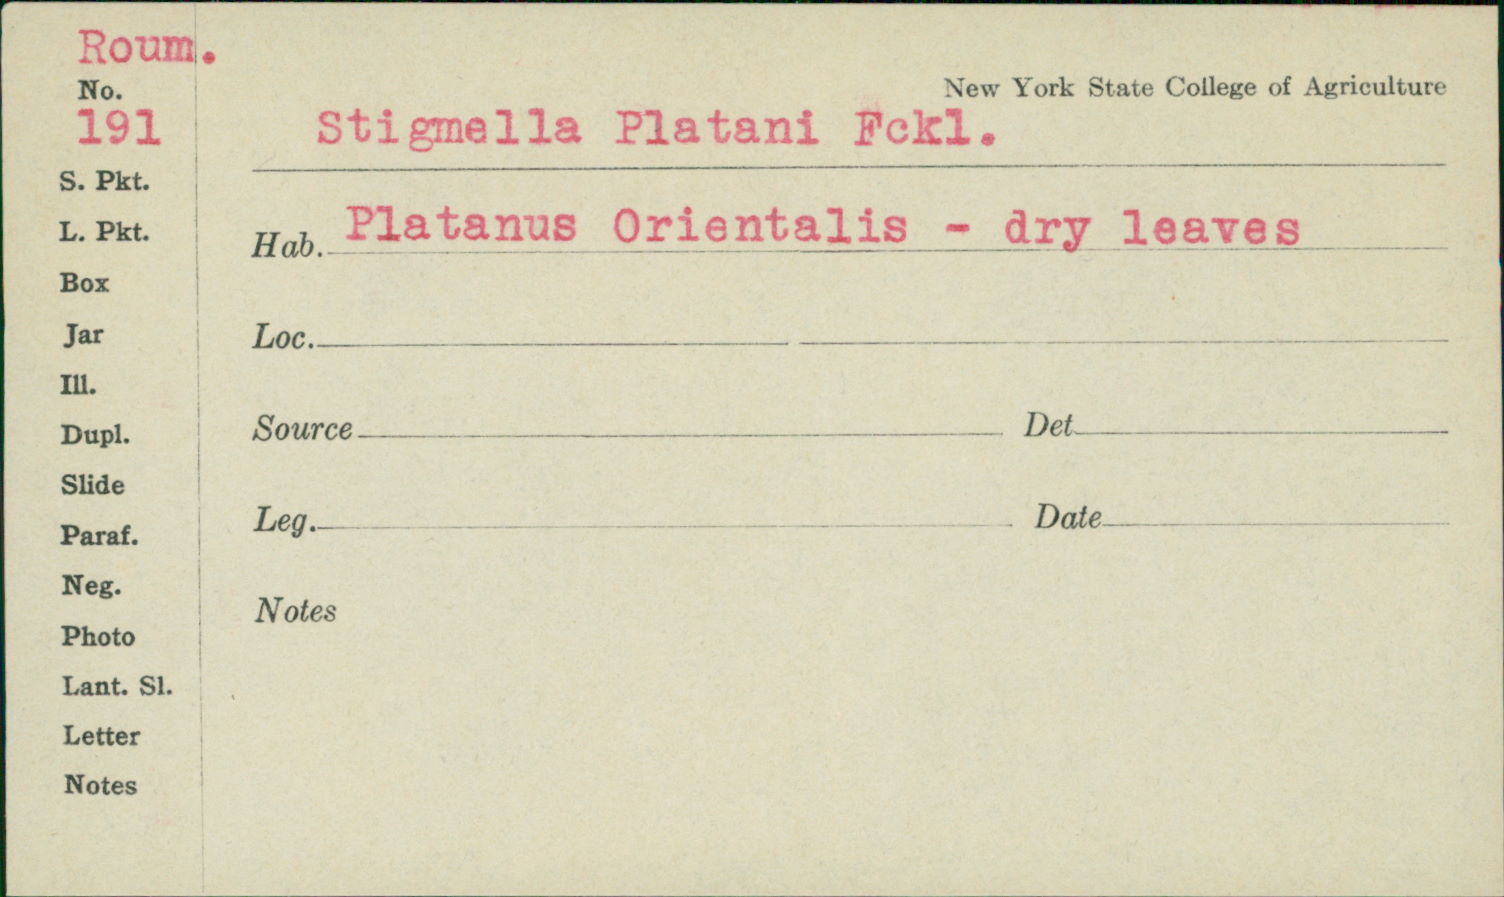 Roum.
No.
191
New York State College of Agriculture
Stigmella Platani Fckl.
S. Pkt.
L. Pkt.
Box
Jar
Ill.
Dupl.
Slide
Paraf.
Neg.
Photo
Lant. Sl.
Letter
Notes
Hab. Platanus Orientalis - dry leaves
Loc.
Source Det
Leg. Date
Notes